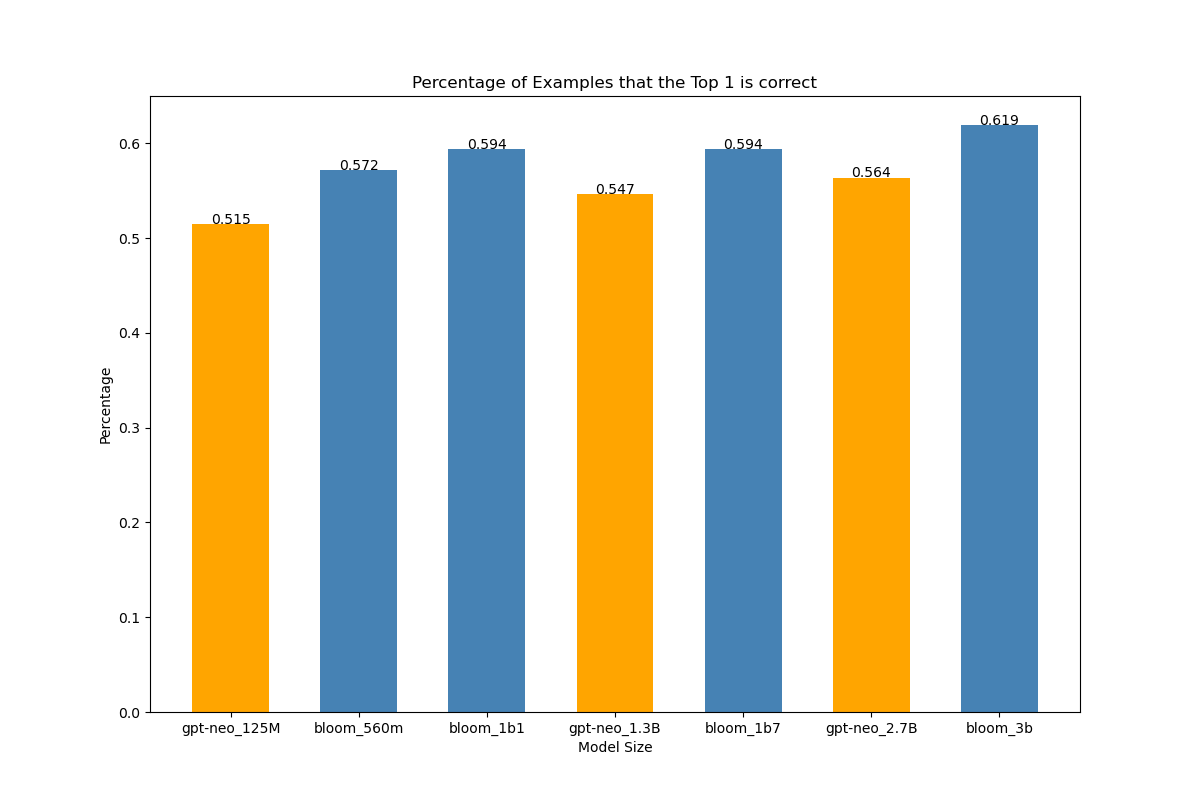 Percentage of Examples that the Top 1 is correct
Percentage
0.6
0.5
0.4
0.3
0.2
0.1
0.0
0.515
0.572
0.594
0.547
0.594
0.564
0.619
gpt-neo_125M
bloom_560m
bloom_1b1
gpt-neo_1.3B
bloom_1b7
gpt-neo_2.7B
bloom_3b
Model Size